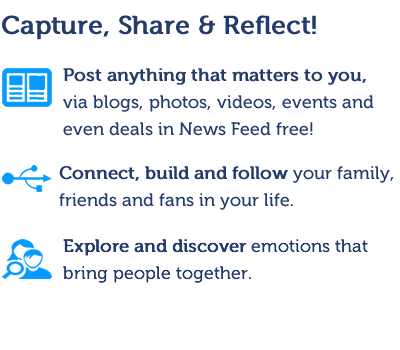 Capture, Share & Reflect!
Post anything that matters to you,
via blogs, photos, videos, events and
even deals in News Feed free!
Connect, build and follow your family,
friends and fans in your life.
Explore and discover emotions that
bring people together.